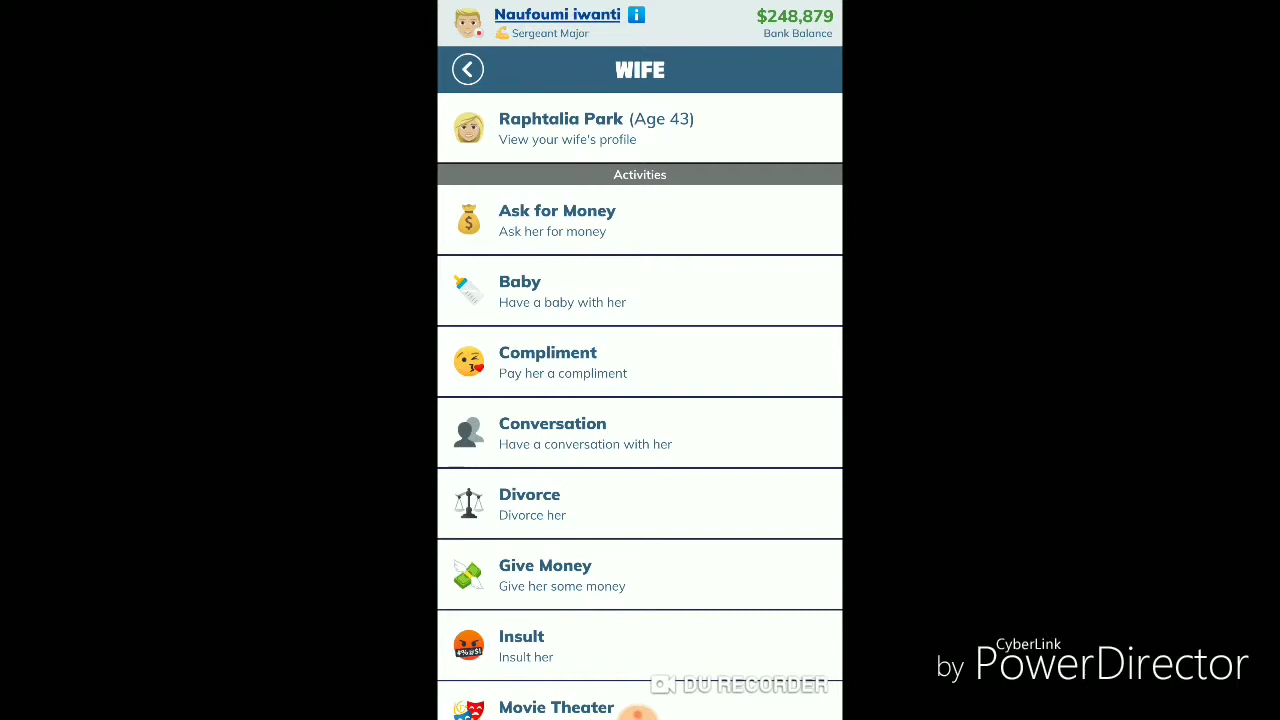 Naufoumi iwanti
$248,879
Sergeant Major
Bank Balance
WIFE
Raphtalia Park (Age 43)
View your wife's profile
Activities
Ask for Money
Ask her for money
Baby
Have a baby with her
Compliment
Pay her a compliment
Conversation
Have a conversation with her
Divorce
Divorce her
Give Money
Give her some money
Insult
Insult her
Movie Theater
DU RECORDER
CyberLink
by PowerDirector